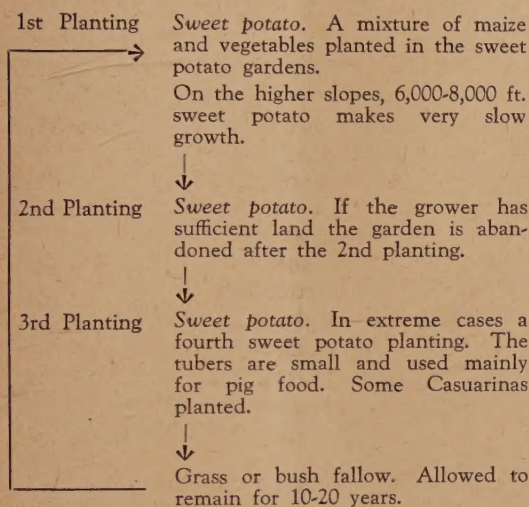 1st Planting Sweet potato. A mixture of maize
and vegetables planted in the sweet
potato gardens.
On the higher slopes, 6,000-8,000 ft.
sweet potato makes very slow
growth.
2nd Planting Sweet potato. If the grower has
sufficient land the garden is aban-
doned after the 2nd planting.
3rd Planting Sweet potato. In extreme cases a
fourth sweet potato planting. The
tubers are small and used mainly
for pig food. Some Casuarinas
planted.
Grass or bush fallow. Allowed to
remain for 10-20 years.